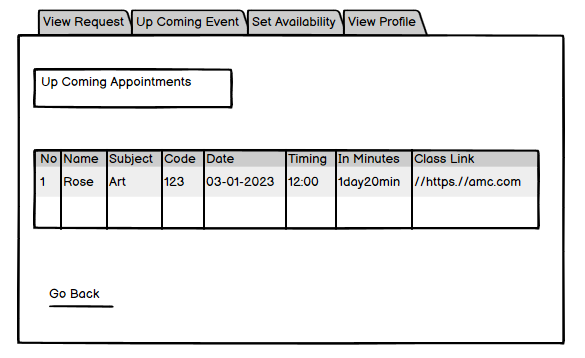 View Request Up Coming Event Set Availability View Profile
Up Coming Appointments
No Name Subject Code Date Timing In Minutes Class Link
1 Rose Art 123 03-01-2023 12:00 1day20min //https.//amc.com
Go Back